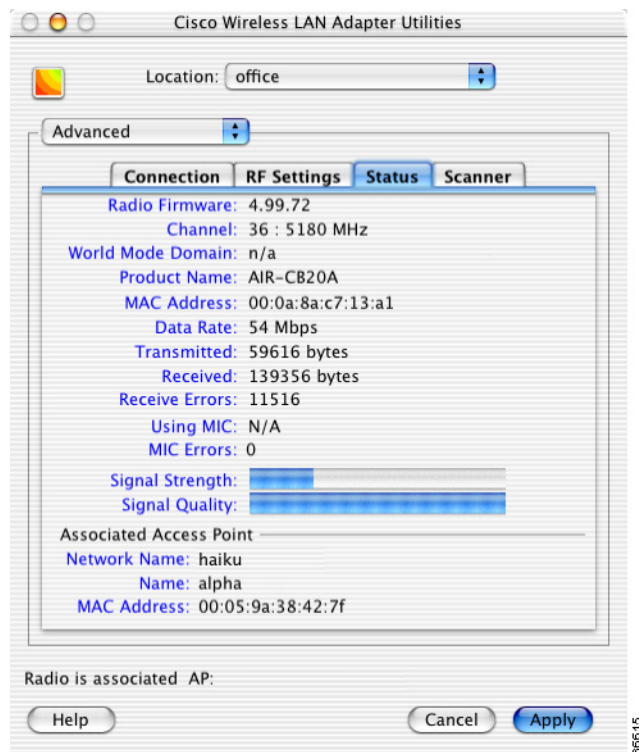 Cisco Wireless LAN Adapter Utilities
Location: office
Advanced
Connection RF Settings Status Scanner
Radio Firmware: 4.99.72
Channel: 36 : 5180 MHz
World Mode Domain: n/a
Product Name: AIR-CB20A
MAC Address: 00:0a:8a:c7:13:a1
Data Rate: 54 Mbps
Transmitted: 59616 bytes
Received: 139356 bytes
Receive Errors: 11516
Using MIC: N/A
MIC Errors: 0
Signal Strength:
Signal Quality:
Associated Access Point
Network Name: haiku
Name: alpha
MAC Address: 00:05:9a:38:42:7f
Radio is associated AP:
Help Cancel Apply